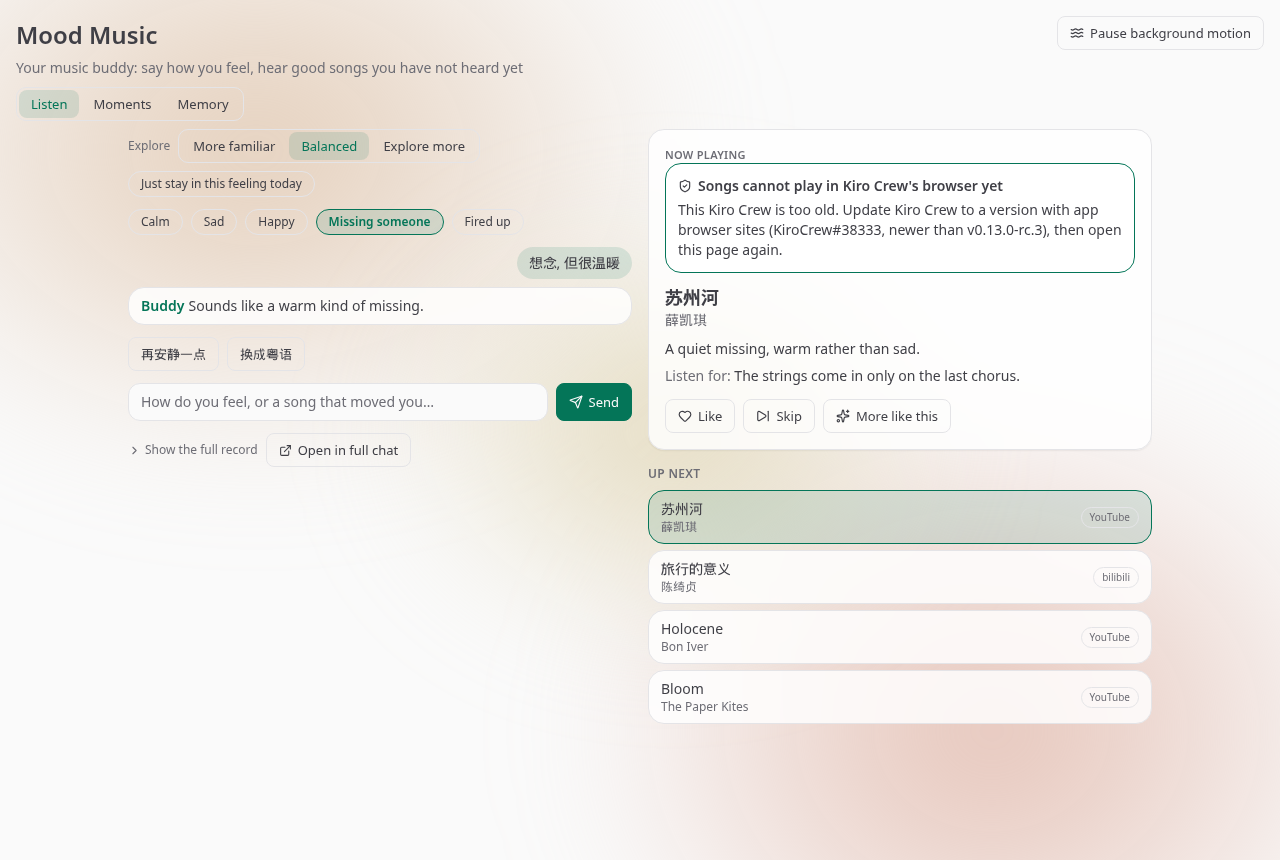 Mood Music
Pause background motion
Your music buddy: say how you feel, hear good songs you have not heard yet
Listen
Moments
Memory
Explore
More familiar
Balanced
Explore more
Just stay in this feeling today
Calm
Sad
Happy
Missing someone
Fired up
想念, 但很温暖
Buddy Sounds like a warm kind of missing.
再安静一点
換成粤语
How do you feel, or a song that moved you...
Send
Show the full record
Open in full chat
NOW PLAYING
Songs cannot play in Kiro Crew's browser yet
This Kiro Crew is too old. Update Kiro Crew to a version with app
browser sites (KiroCrew#38333, newer than v0.13.0-rc.3), then open
this page again.
苏州河
薛凯琪
A quiet missing, warm rather than sad.
Listen for: The strings come in only on the last chorus.
Like
Skip
More like this
UP NEXT
苏州河
薛凯琪
YouTube
旅行的意义
陈绮贞
bilibili
Holocene
Bon Iver
YouTube
Bloom
The Paper Kites
YouTube